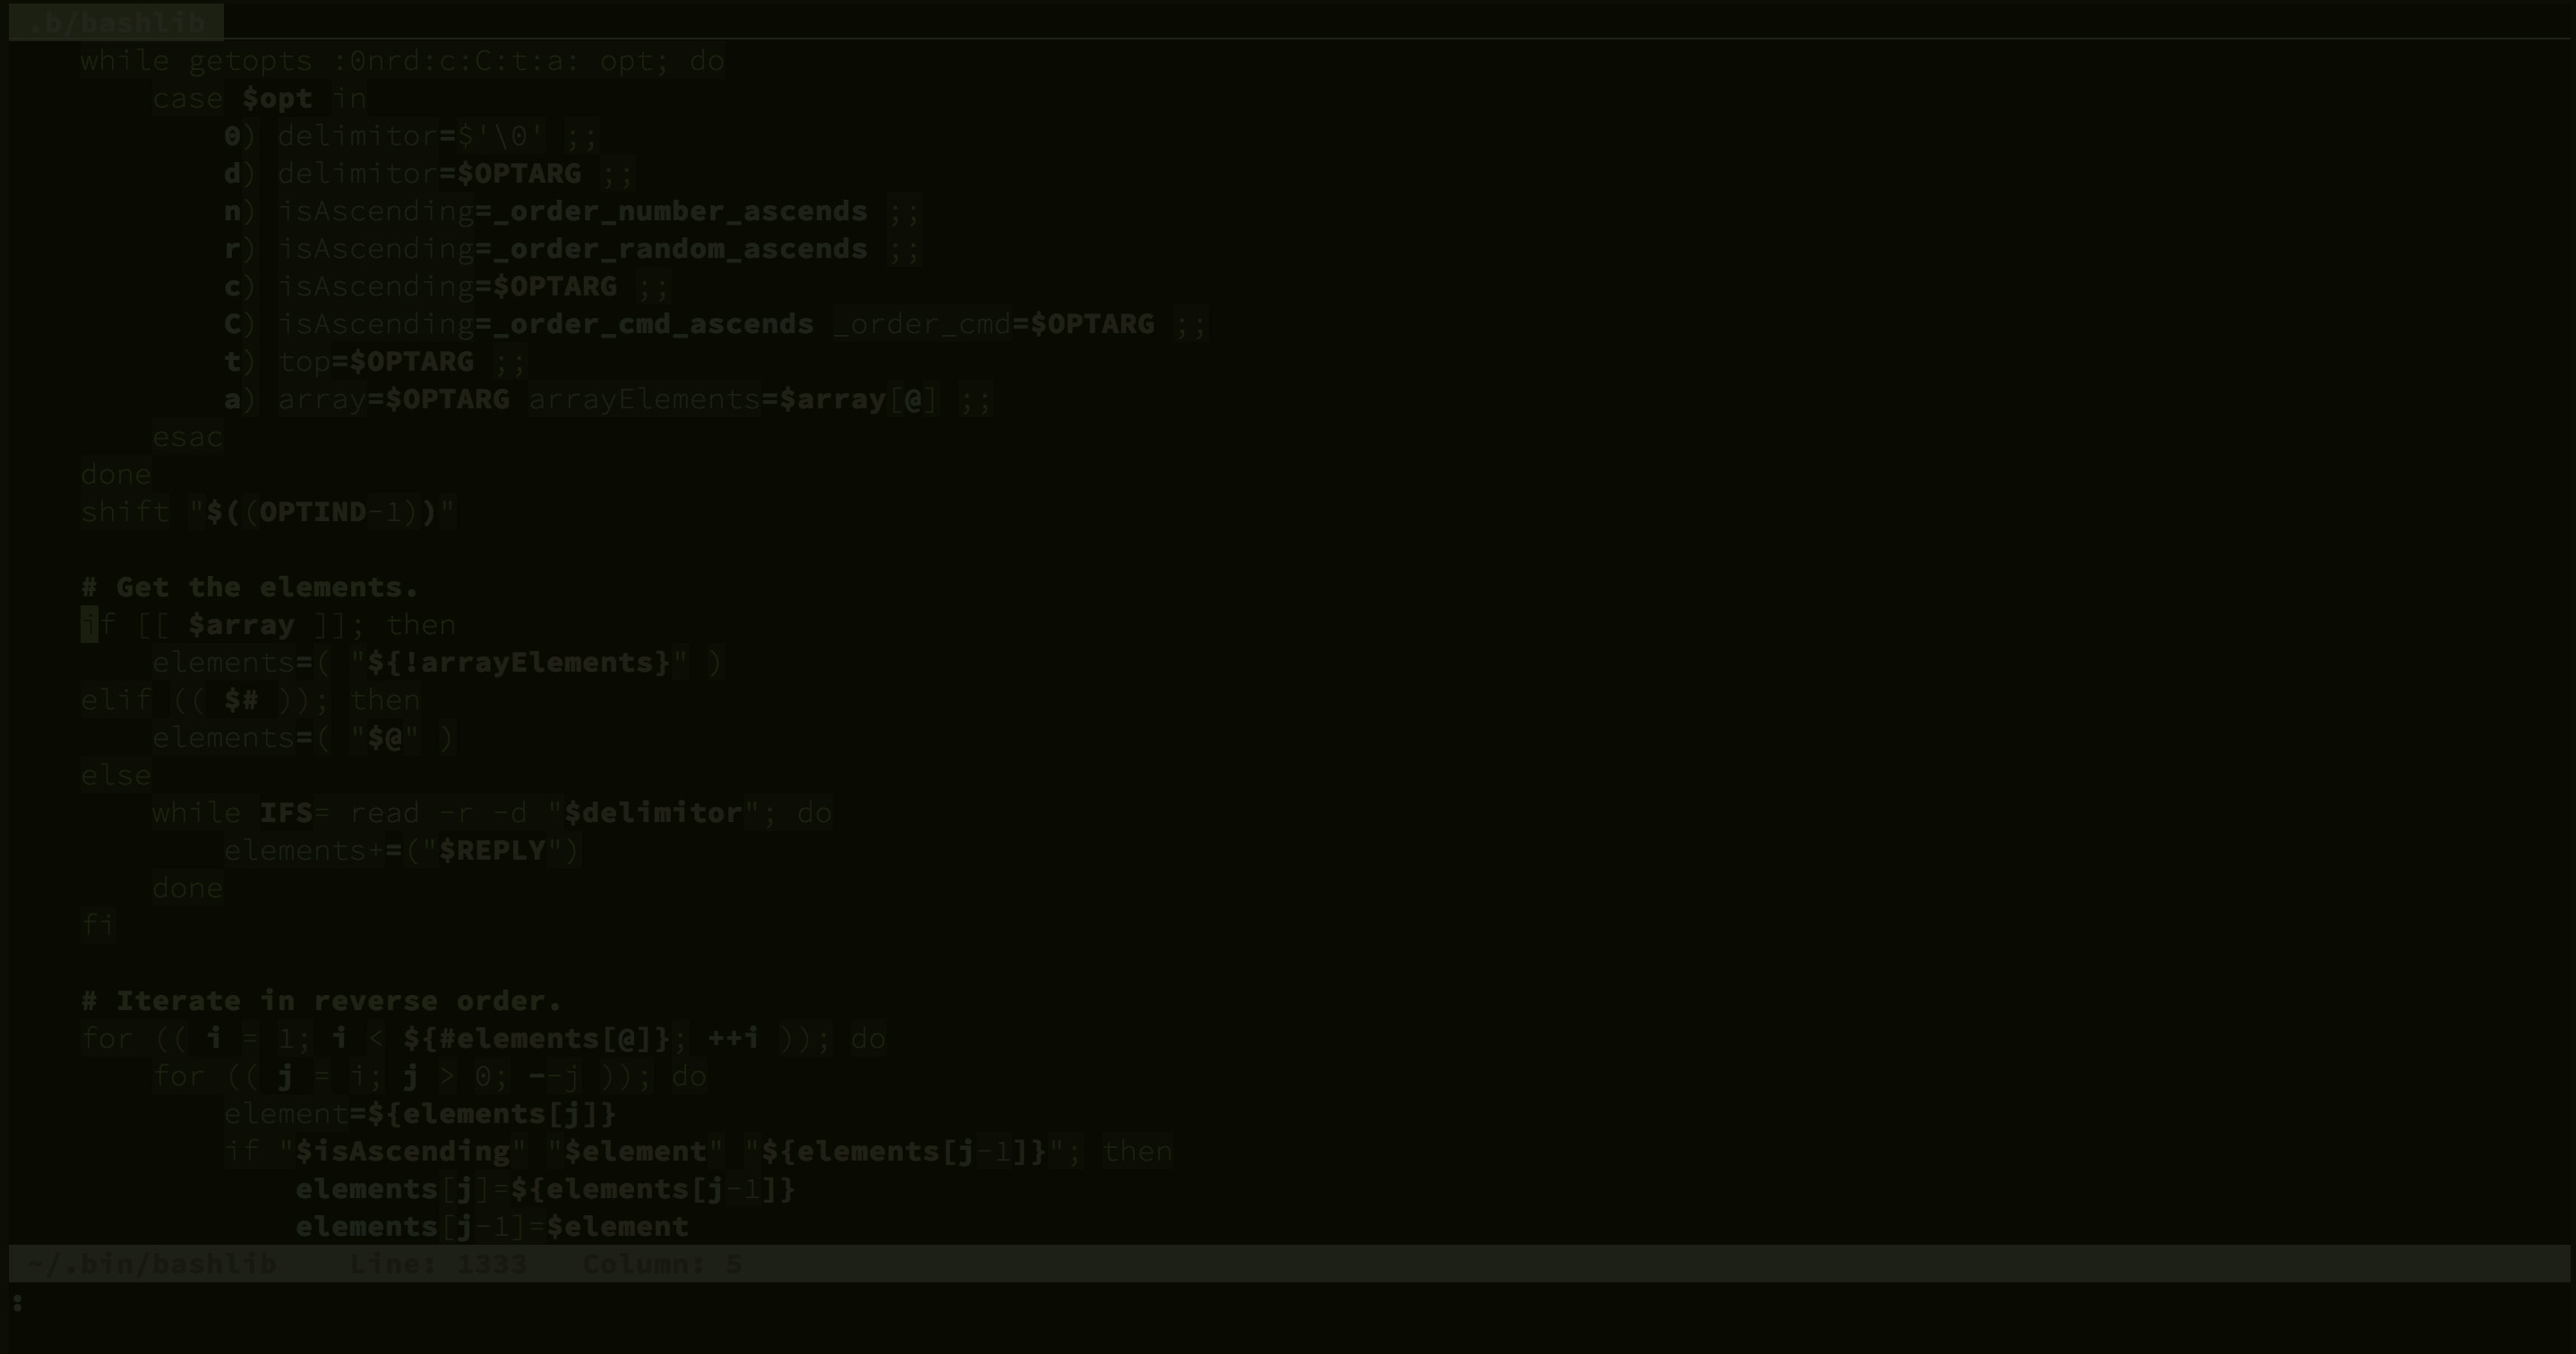 .b/bashlib
while getopts :0nrd:c:C:t:a: opt; do
case $opt in
0) delimitor=$'\0' ;;
d) delimitor=$OPTARG ;;
n) isAscending=_order_number_ascends ;;
r) isAscending=_order_random_ascends ;;
c) isAscending=$OPTARG ;;
C) isAscending=_order_cmd_ascends _order_cmd=$OPTARG ;;
t) top=$OPTARG ;;
a) array=$OPTARG arrayElements=$array[@] ;;
esac
done
shift "$((OPTIND-1))"
# Get the elements.
if [[ $array ]]; then
elements=( "${!arrayElements}" )
elif (( $# )); then
elements=( "$@" )
else
while IFS= read -r -d "$delimitor"; do
elements+=("$REPLY")
done
fi
# Iterate in reverse order.
for (( i = 1; i < ${#elements[@]}; ++i )); do
for (( j = i; j > 0; --j )); do
element=${elements[j]}
if "$isAscending" "$element" "${elements[j-1]}"; then
elements[j]=${elements[j-1]}
elements[j-1]=$element
~/.bin/bashlib    Line: 1333   Column: 5
: